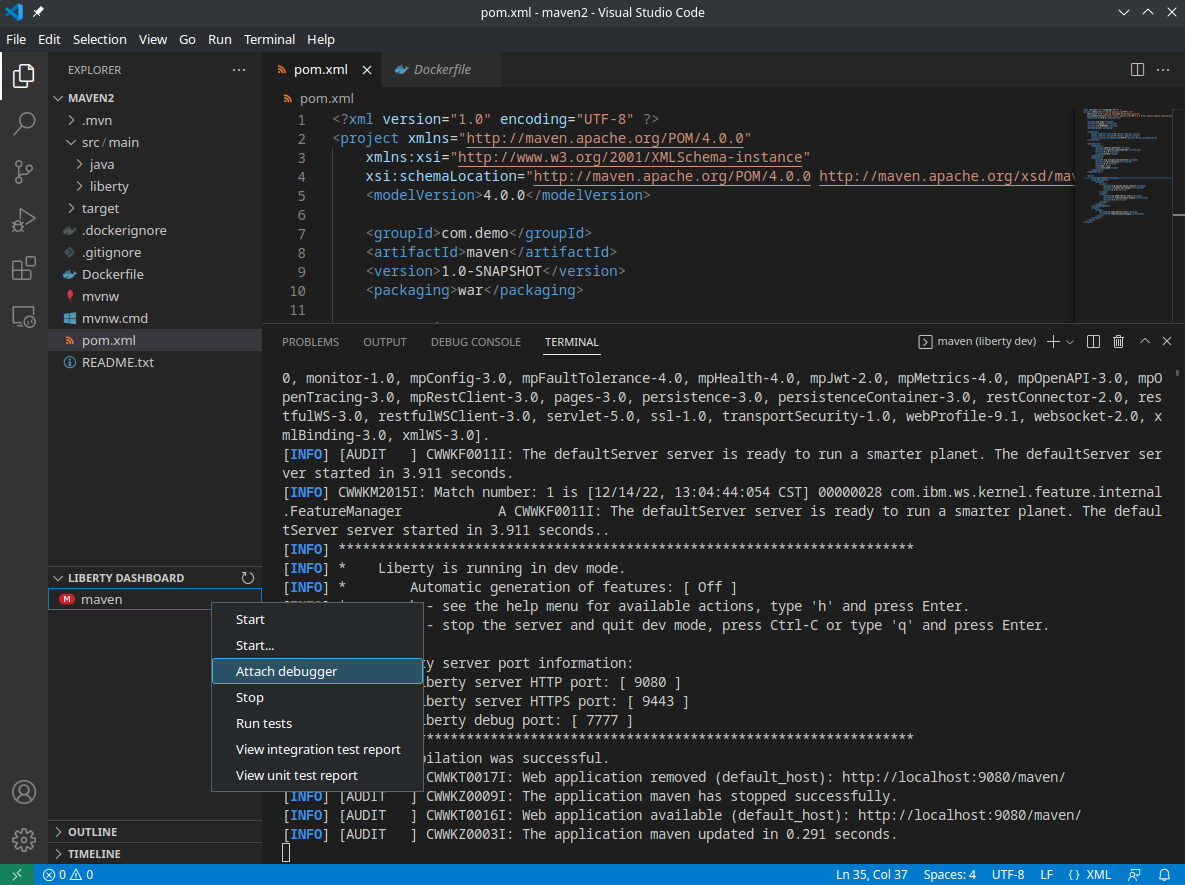 pom.xml - maven2 - Visual Studio Code
File Edit Selection View Go Run Terminal Help
EXPLORER
MAVEN2
.mvn
src/main
java
liberty
target
.dockerignore
.gitignore
Dockerfile
mvnw
mvnw.cmd
pom.xml
README.txt
LIBERTY DASHBOARD
M maven
OUTLINE
TIMELINE
pom.xml Dockerfile
pom.xml
1 <?xml version="1.0" encoding="UTF-8" ?>
2 <project xmlns="http://maven.apache.org/POM/4.0.0"
3 xmlns:xsi="http://www.w3.org/2001/XMLSchema-instance"
4 xsi:schemaLocation="http://maven.apache.org/POM/4.0.0 http://maven.apache.org/xsd/mav
5 <modelVersion>4.0.0</modelVersion>
6
7 <groupId>com.demo</groupId>
8 <artifactId>maven</artifactId>
9 <version>1.0-SNAPSHOT</version>
10 <packaging>war</packaging>
11
PROBLEMS OUTPUT DEBUG CONSOLE TERMINAL
maven (liberty dev)
0, monitor-1.0, mpConfig-3.0, mpFaultTolerance-4.0, mpHealth-4.0, mpJwt-2.0, mpMetrics-4.0, mpOpenAPI-3.0, mpO
penTracing-3.0, mpRestClient-3.0, pages-3.0, persistence-3.0, persistenceContainer-3.0, restConnector-2.0, res
tfulWS-3.0, restfulWSClient-3.0, servlet-5.0, ssl-1.0, transportSecurity-1.0, webProfile-9.1, websocket-2.0, x
mlBinding-3.0, xmlWS-3.0].
[INFO] [AUDIT   ] CWWKF0011I: The defaultServer server is ready to run a smarter planet. The defaultServer ser
ver started in 3.911 seconds.
[INFO] CWWKM2015I: Match number: 1 is [12/14/22, 13:04:44:054 CST] 00000028 com.ibm.ws.kernel.feature.internal
.FeatureManager            A CWWKF0011I: The defaultServer server is ready to run a smarter planet. The defaul
tServer server started in 3.911 seconds..
[INFO] ************************************************************************
[INFO] *    Liberty is running in dev mode.
[INFO] *        Automatic generation of features: [ Off ]
- see the help menu for available actions, type 'h' and press Enter.
- stop the server and quit dev mode, press Ctrl-C or type 'q' and press Enter.
y server port information:
iberty server HTTP port: [ 9080 ]
iberty server HTTPS port: [ 9443 ]
iberty debug port: [ 7777 ]
*************************************************************
ilation was successful.
CWWKT0017I: Web application removed (default_host): http://localhost:9080/maven/
[INFO] [AUDIT   ] CWWKZ0009I: The application maven has stopped successfully.
[INFO] [AUDIT   ] CWWKT0016I: Web application available (default_host): http://localhost:9080/maven/
[INFO] [AUDIT   ] CWWKZ0003I: The application maven updated in 0.291 seconds.
Start
Start...
Attach debugger
Stop
Run tests
View integration test report
View unit test report
0 0 Ln 35, Col 37 Spaces: 4 UTF-8 LF {} XML